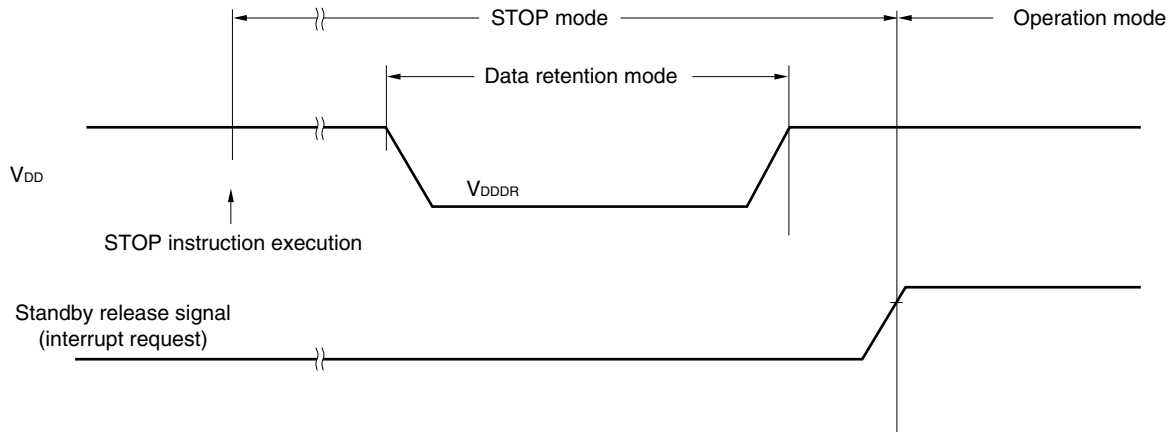 STOP mode
Operation mode
Data retention mode
VDD
VDDDR
STOP instruction execution
Standby release signal
(interrupt request)